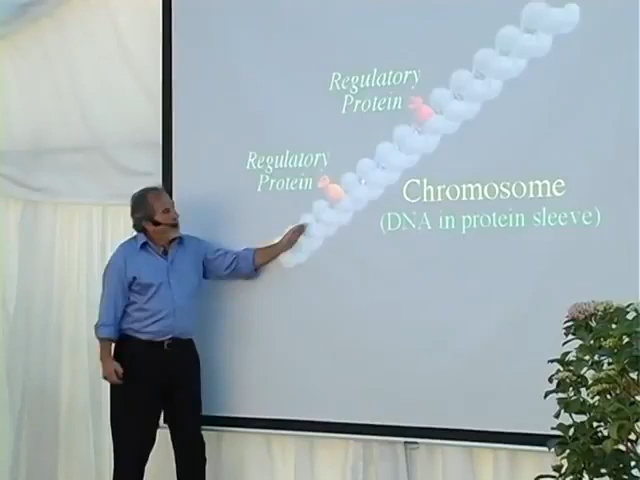 Regulatory
Protein
Regulatory
Protein
Chromosome
(DNA in protein sleeve)